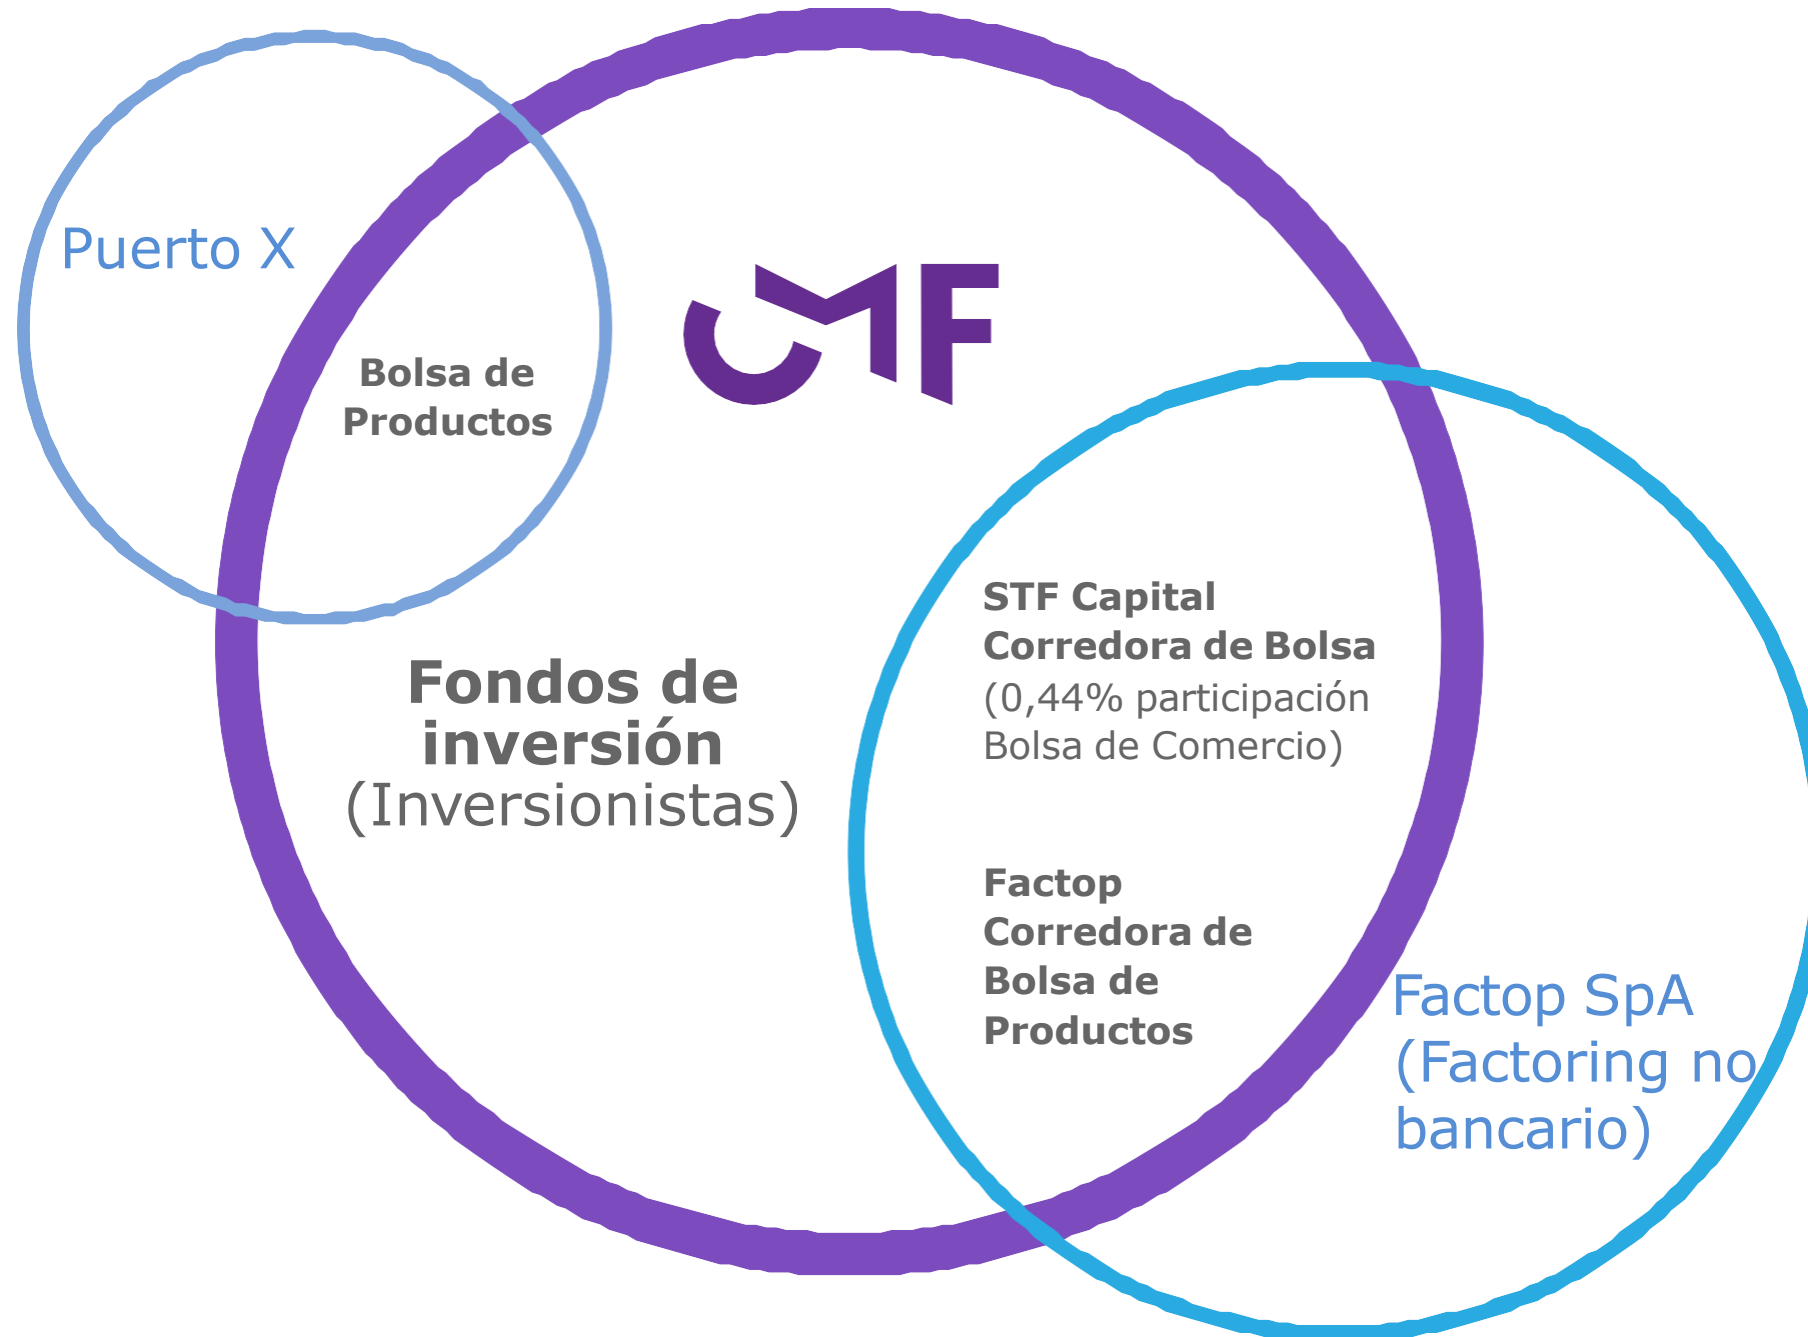 Puerto X
CMF
Bolsa de
Productos
STF Capital
Corredora de Bolsa
(0,44% participación
Bolsa de Comercio)
Fondos de
inversión
(Inversionistas)
Factop
Corredora de
Bolsa de
Productos
Factop SpA
(Factoring no
bancario)